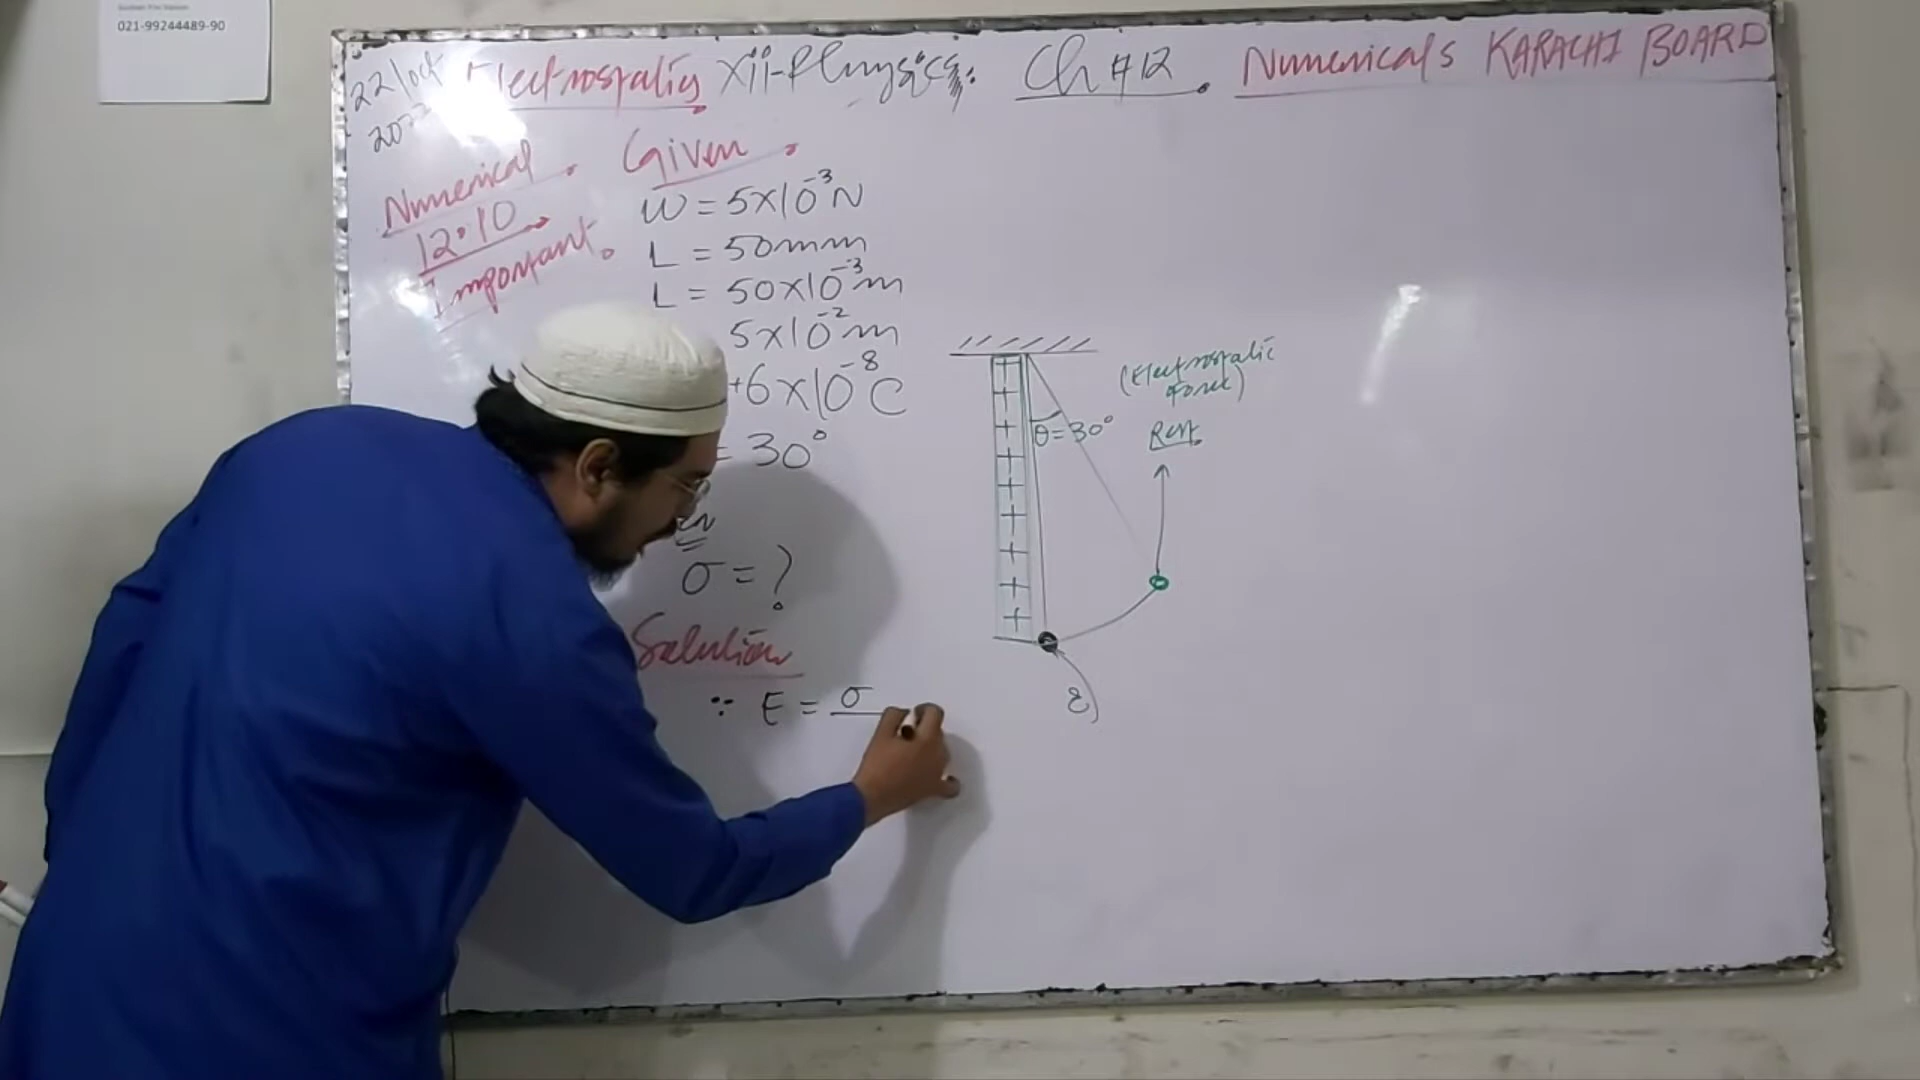 021-99244489-90
22/Oct
Electrostatics XII-Physics: Ch #12. Numericals KARACHI BOARD
Numerical.
12.10
Important.
Given.
W = 5×10⁻³N
L = 50mm
L = 50×10⁻³m
5×10⁻²m
+6×10⁻⁸C
= 30°
σ = ?
Solution
∵ E = σ
+
+
+
+
+
+
+
+
+
θ=30°
(Electrostatic
Force)
Rest.